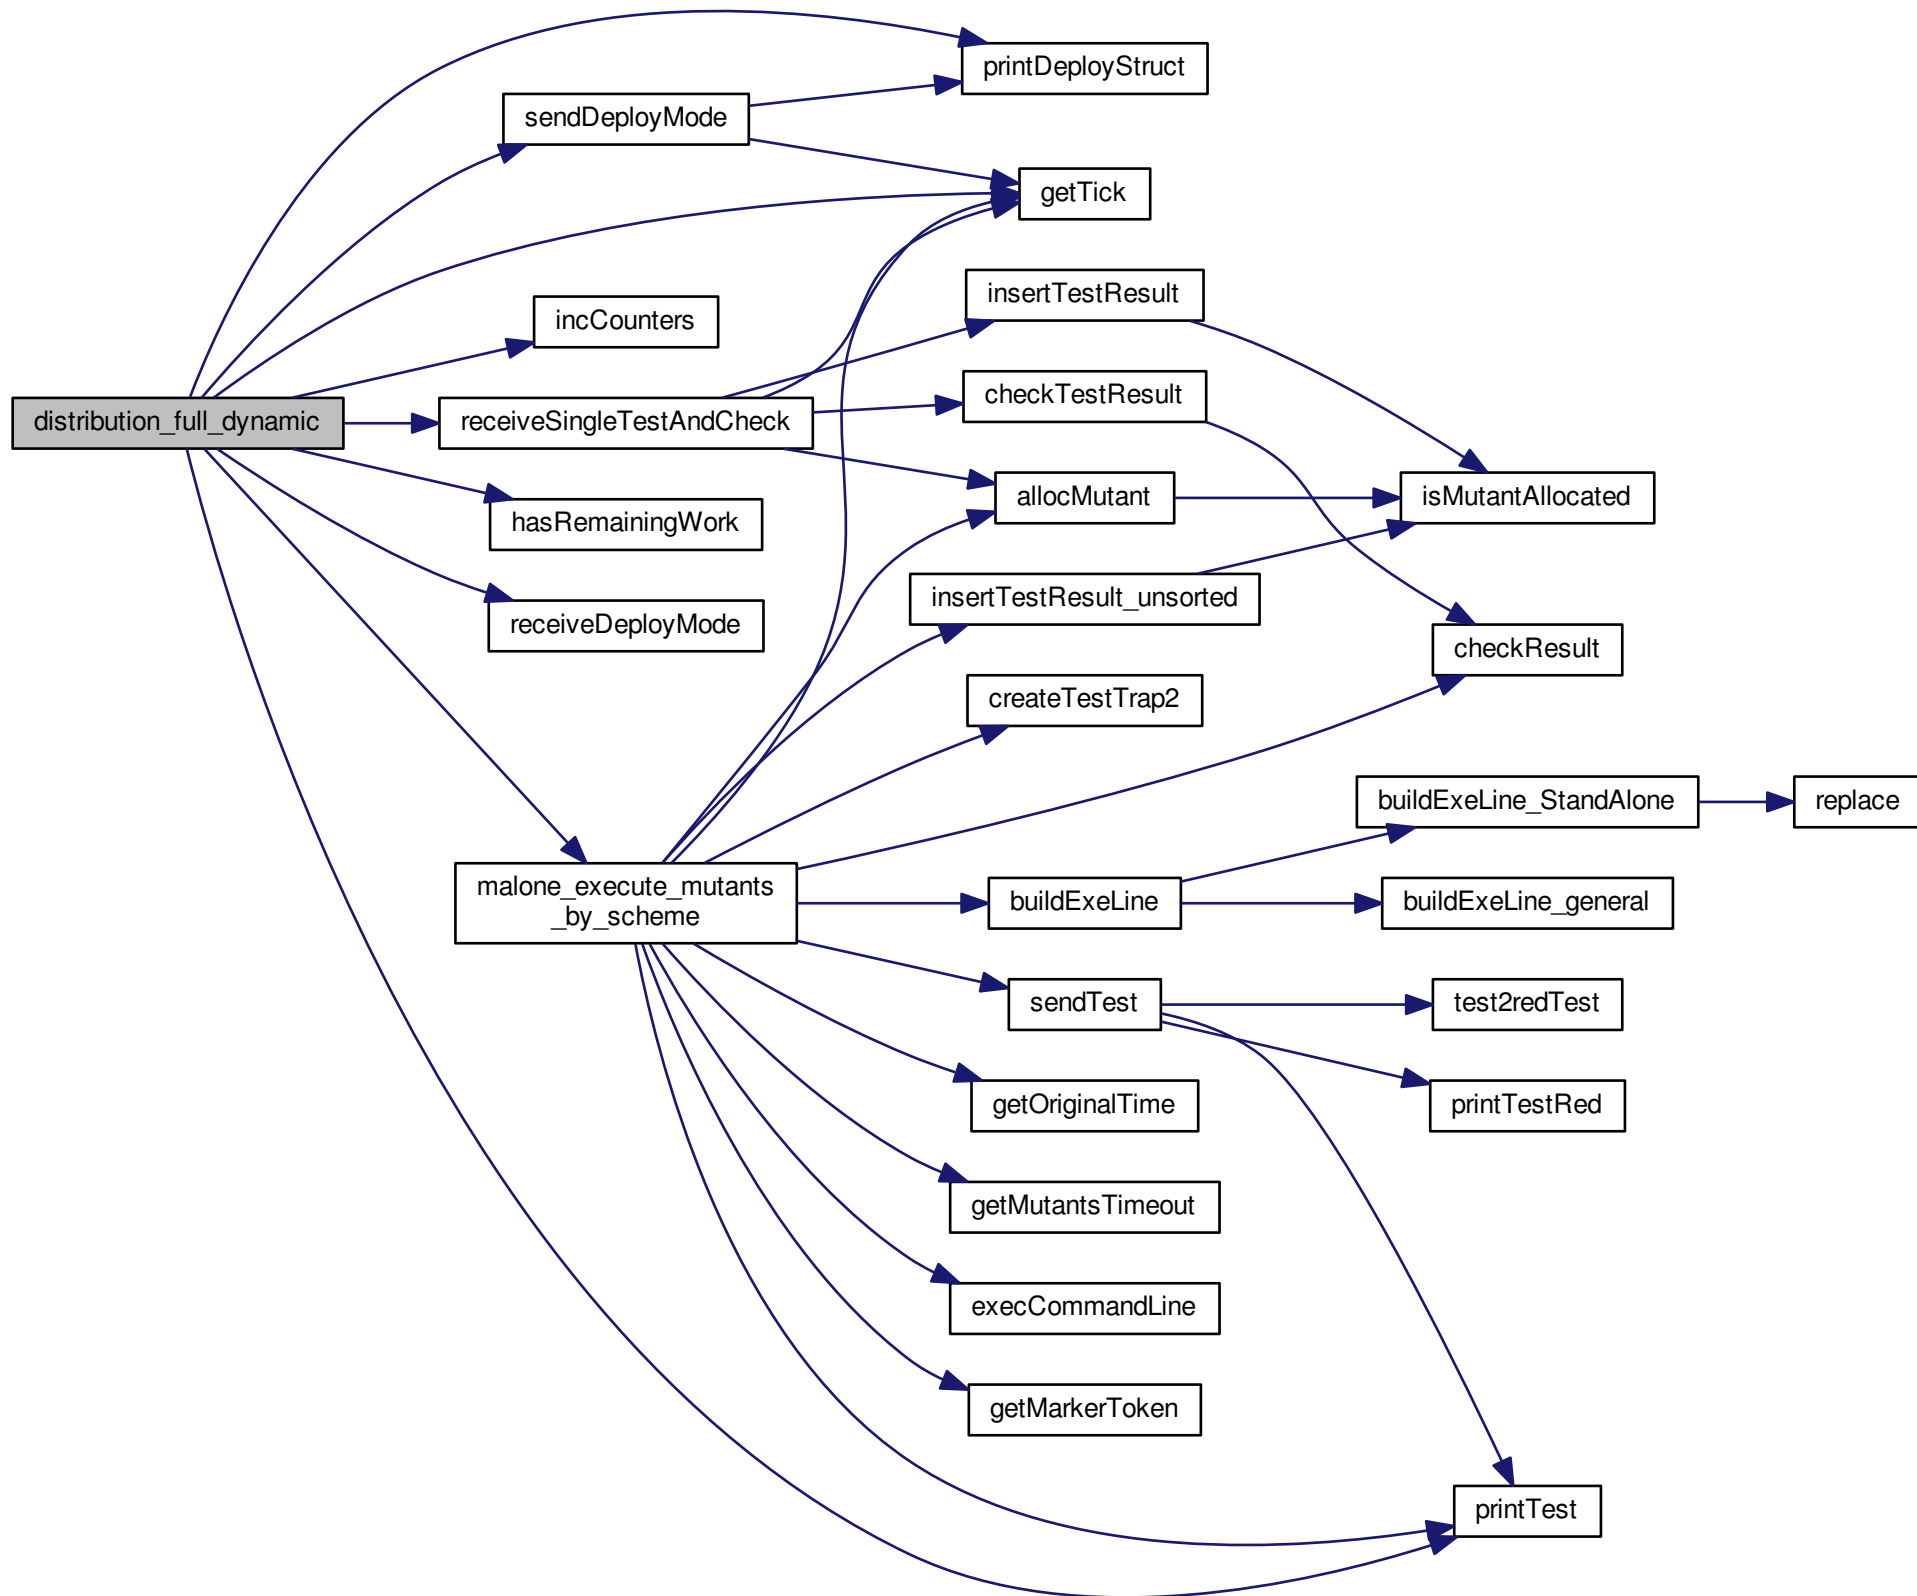 printDeployStruct
sendDeployMode
getTick
insertTestResult
incCounters
checkTestResult
distribution_full_dynamic
receiveSingleTestAndCheck
allocMutant
isMutantAllocated
hasRemainingWork
insertTestResult_unsorted
receiveDeployMode
checkResult
createTestTrap2
buildExeLine_StandAlone
replace
malone_execute_mutants
_by_scheme
buildExeLine
buildExeLine_general
sendTest
test2redTest
getOriginalTime
printTestRed
getMutantsTimeout
execCommandLine
getMarkerToken
printTest